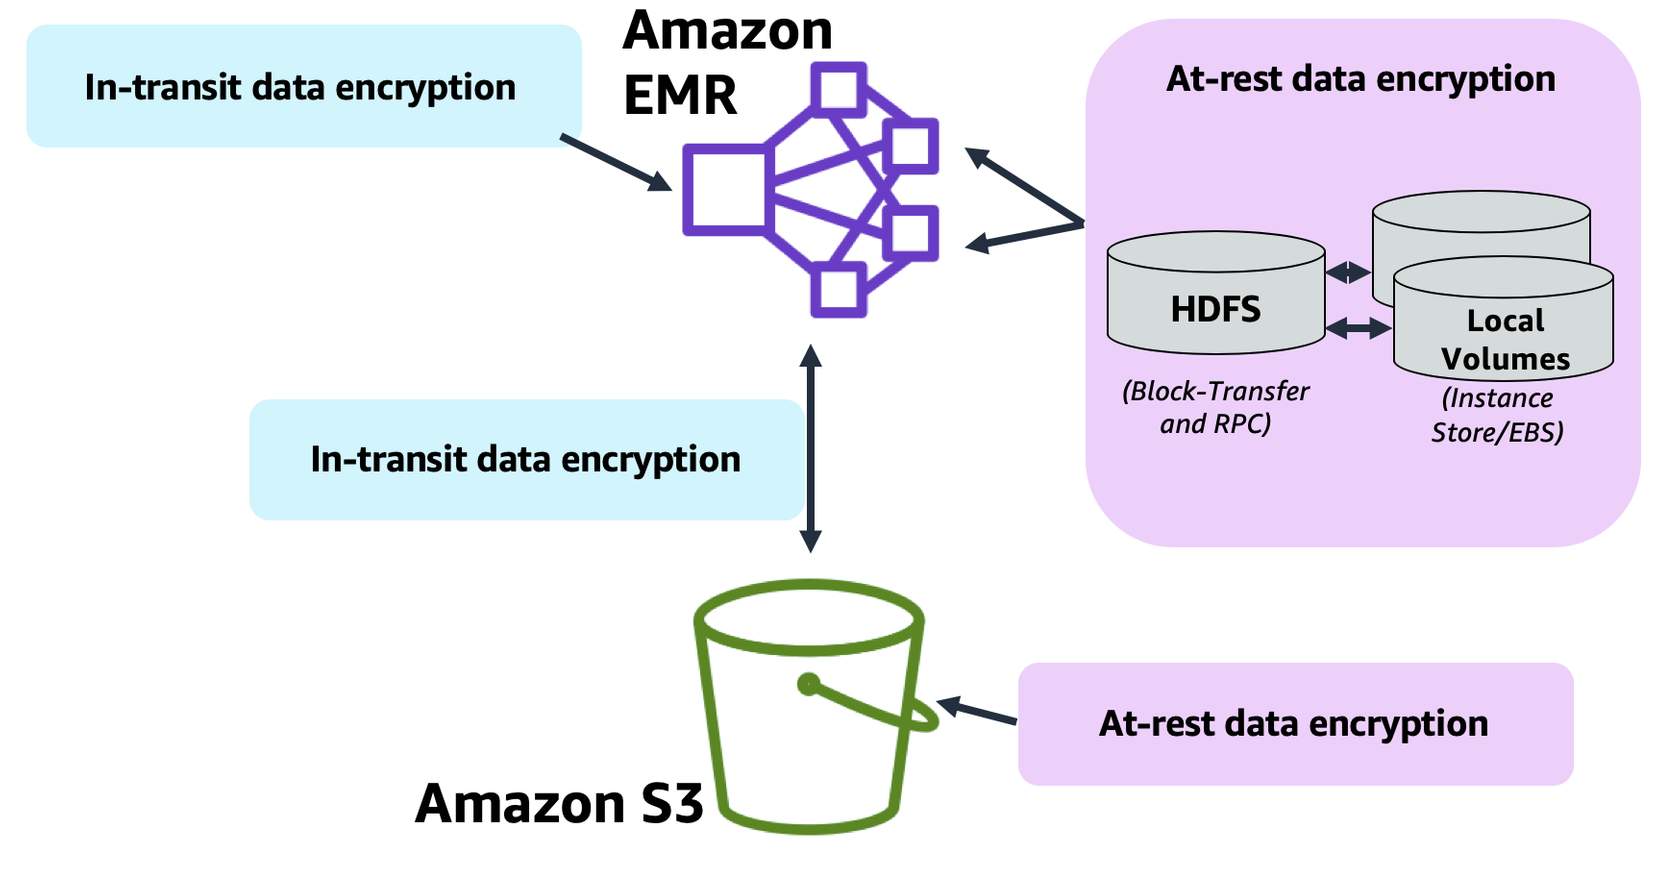 Amazon
EMR
In-transit data encryption
At-rest data encryption
HDFS
Local
Volumes
(Block-Transfer
and RPC)
(Instance
Store/EBS)
In-transit data encryption
At-rest data encryption
Amazon S3